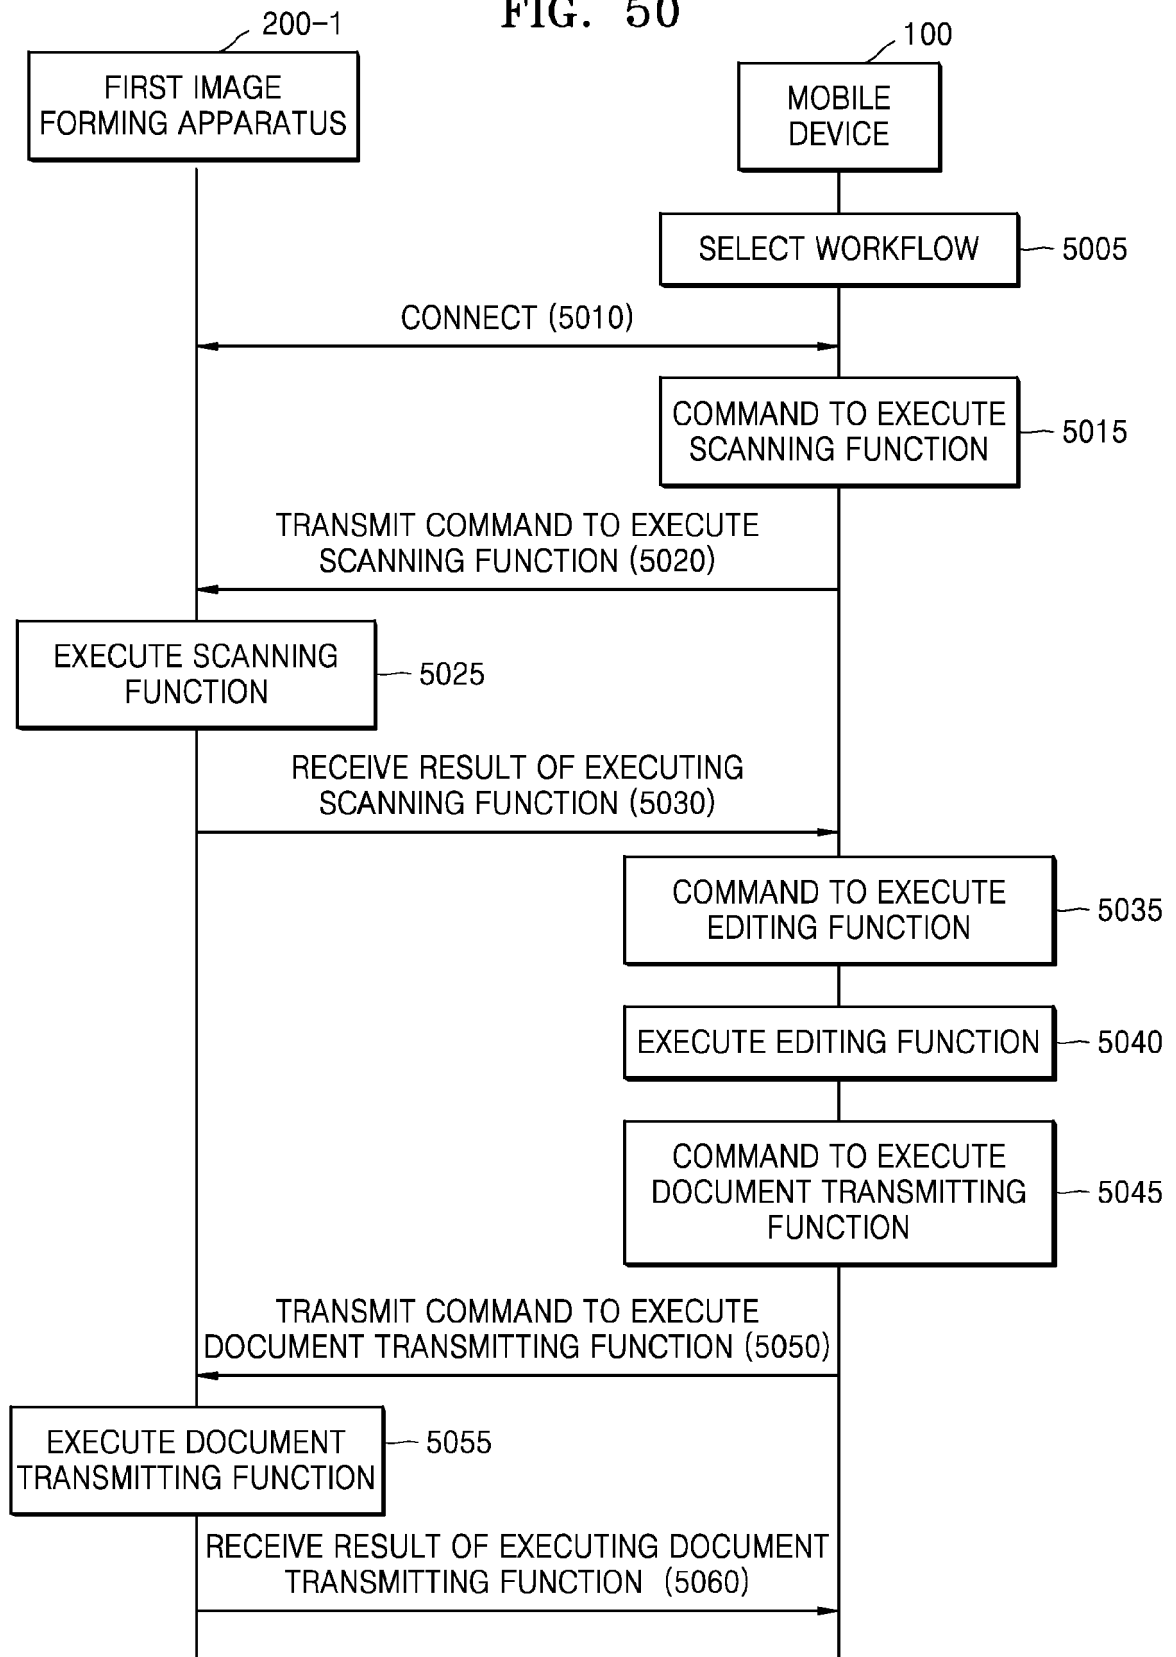 FIG. 50
200-1
100
FIRST IMAGE
FORMING APPARATUS
MOBILE
DEVICE
SELECT WORKFLOW
5005
CONNECT (5010)
COMMAND TO EXECUTE
SCANNING FUNCTION
5015
TRANSMIT COMMAND TO EXECUTE
SCANNING FUNCTION (5020)
EXECUTE SCANNING
FUNCTION
5025
RECEIVE RESULT OF EXECUTING
SCANNING FUNCTION (5030)
COMMAND TO EXECUTE
EDITING FUNCTION
5035
EXECUTE EDITING FUNCTION
5040
COMMAND TO EXECUTE
DOCUMENT TRANSMITTING
FUNCTION
5045
TRANSMIT COMMAND TO EXECUTE
DOCUMENT TRANSMITTING FUNCTION (5050)
EXECUTE DOCUMENT
TRANSMITTING FUNCTION
5055
RECEIVE RESULT OF EXECUTING DOCUMENT
TRANSMITTING FUNCTION (5060)